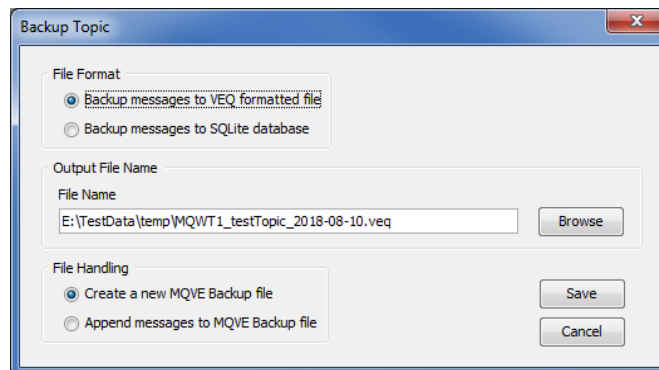 Backup Topic
File Format
Backup messages to VEQ formatted file
Backup messages to SQLite database
Output File Name
File Name
E:\TestData\temp\MQWT1_testTopic_2018-08-10.veq
Browse
File Handling
Create a new MQVE Backup file
Save
Append messages to MQVE Backup file
Cancel